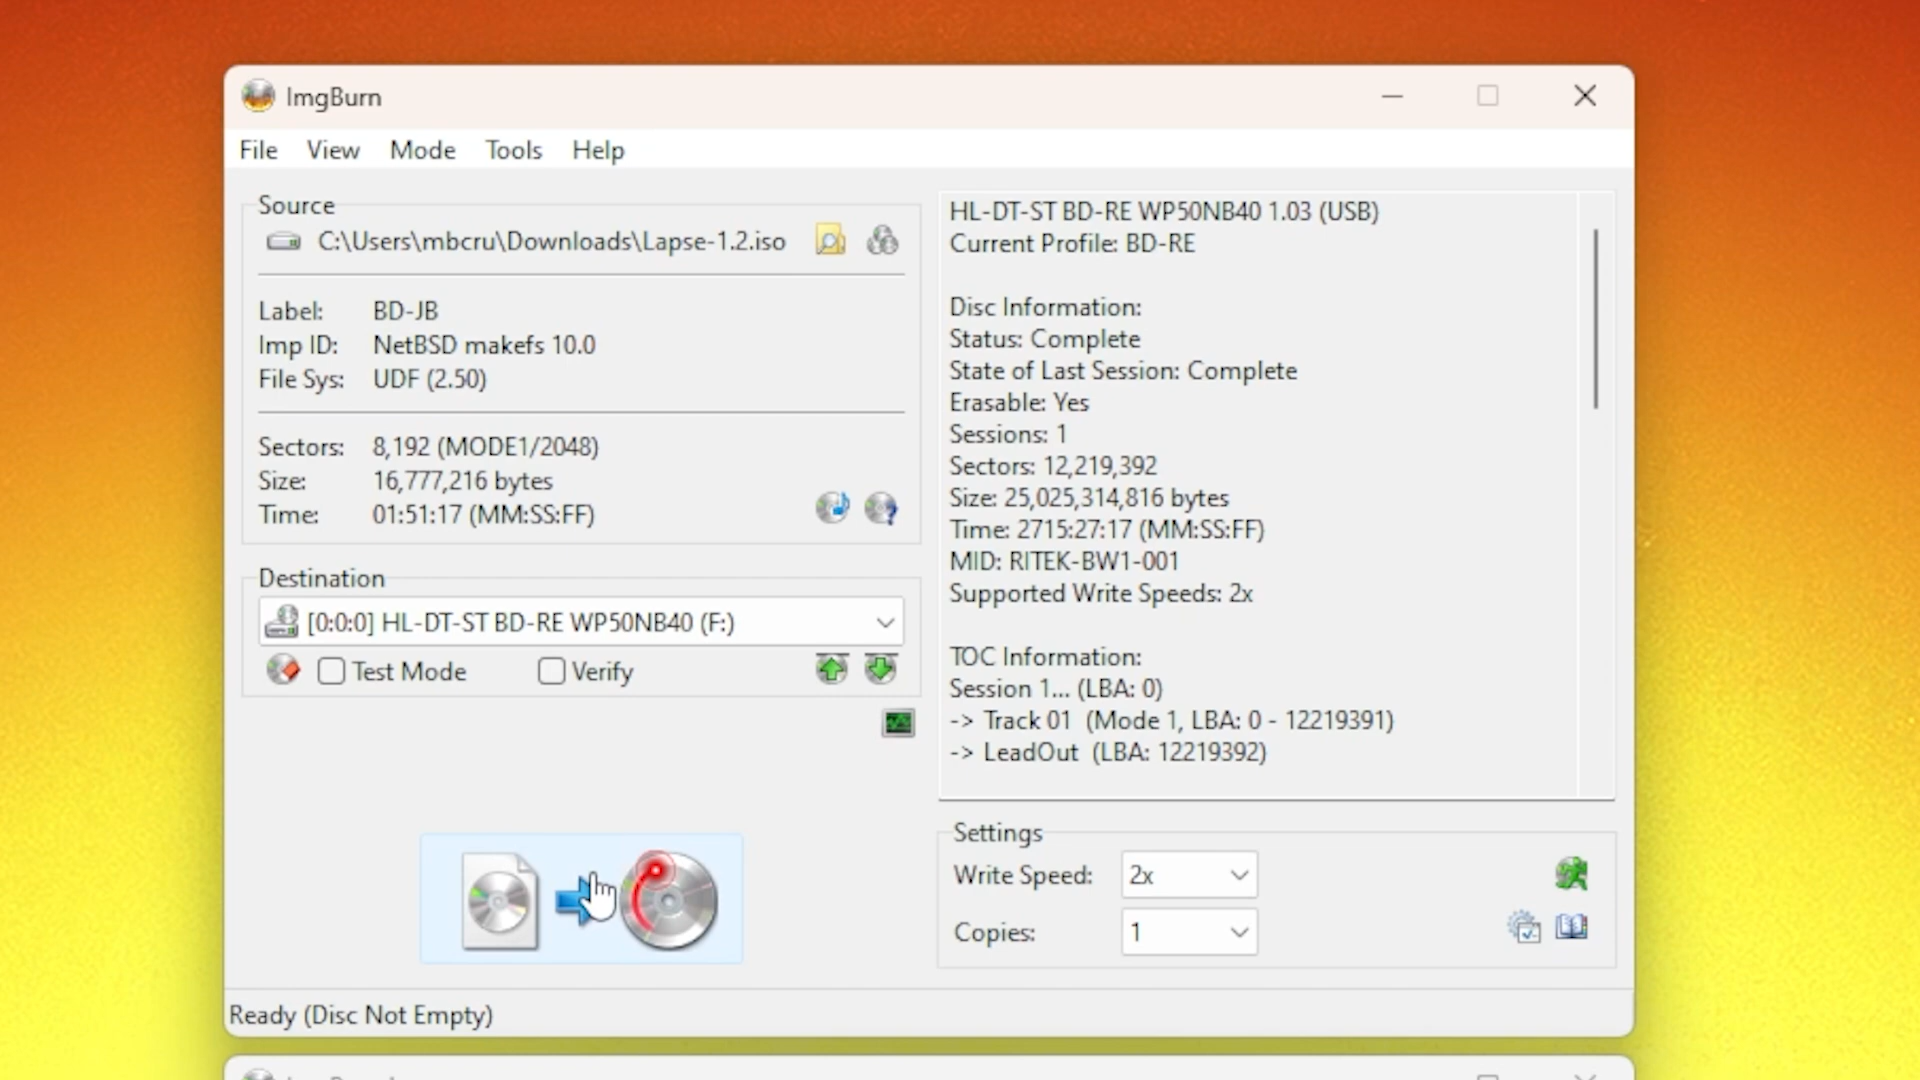 ImgBurn
File View Mode Tools Help
Source
C:\Users\mbcru\Downloads\Lapse-1.2.iso
Label: BD-JB
Imp ID: NetBSD makefs 10.0
File Sys: UDF (2.50)
Sectors: 8,192 (MODE1/2048)
Size: 16,777,216 bytes
Time: 01:51:17 (MM:SS:FF)
Destination
[0:0:0] HL-DT-ST BD-RE WP50NB40 (F:)
Test Mode Verify
HL-DT-ST BD-RE WP50NB40 1.03 (USB)
Current Profile: BD-RE
Disc Information:
Status: Complete
State of Last Session: Complete
Erasable: Yes
Sessions: 1
Sectors: 12,219,392
Size: 25,025,314,816 bytes
Time: 2715:27:17 (MM:SS:FF)
MID: RITEK-BW1-001
Supported Write Speeds: 2x
TOC Information:
Session 1... (LBA: 0)
-> Track 01 (Mode 1, LBA: 0 - 12219391)
-> LeadOut (LBA: 12219392)
Settings
Write Speed: 2x
Copies: 1
Ready (Disc Not Empty)